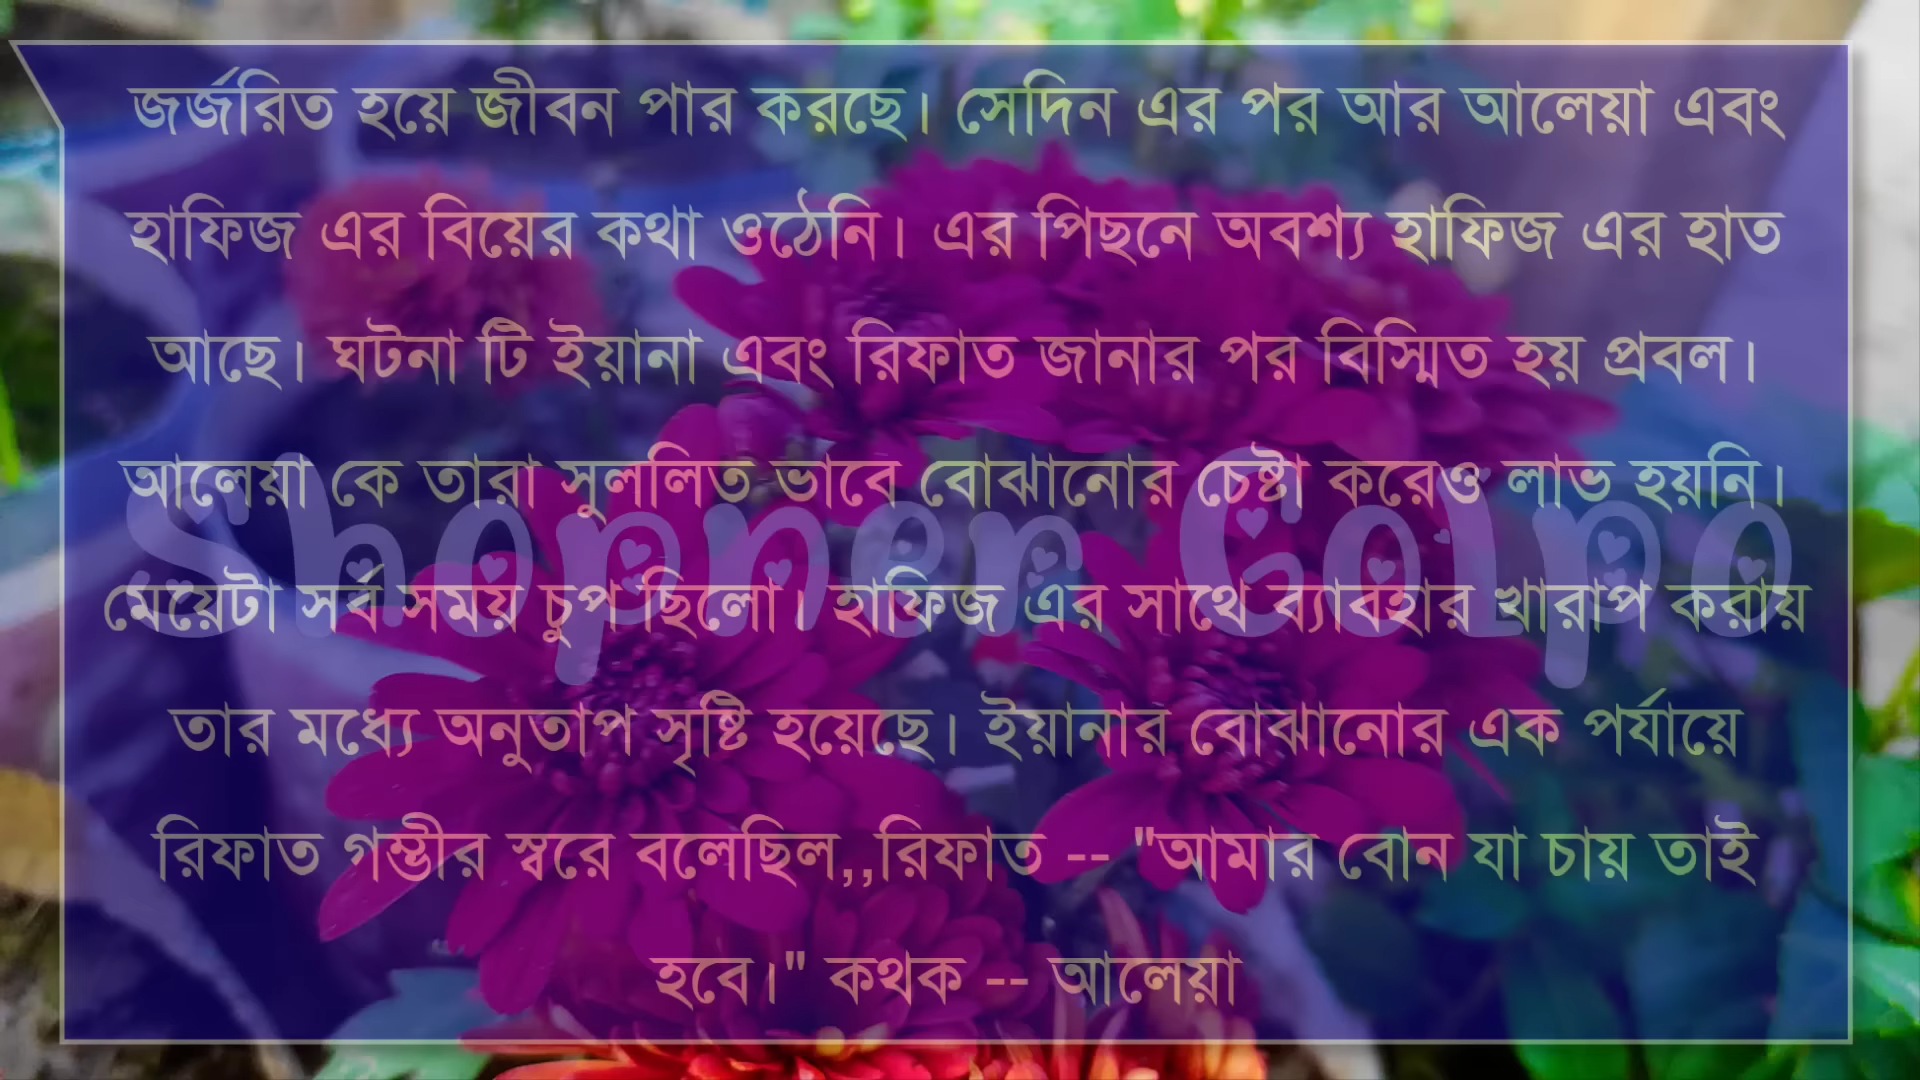 জর্জরিত হয়ে জীবন পার করছে। সেদিন এর পর আর আলেয়া এবং
হাফিজ এর বিয়ের কথা ওঠেনি। এর পিছনে অবশ্য হাফিজ এর হাত
আছে। ঘটনা টি ইয়ানা এবং রিফাত জানার পর বিস্মিত হয় প্রবল।
আলেয়া কে তারা সুললিত ভাবে বোঝানোর চেষ্টা করেও লাভ হয়নি।
Shopner Golpo
মেয়েটা সর্ব সময় চুপ ছিলো। হাফিজ এর সাথে ব্যাবহার খারাপ করায়
তার মধ্যে অনুতাপ সৃষ্টি হয়েছে। ইয়ানার বোঝানোর এক পর্যায়ে
রিফাত গম্ভীর স্বরে বলেছিল,,রিফাত -- "আমার বোন যা চায় তাই
হবে।" কথক -- আলেয়া